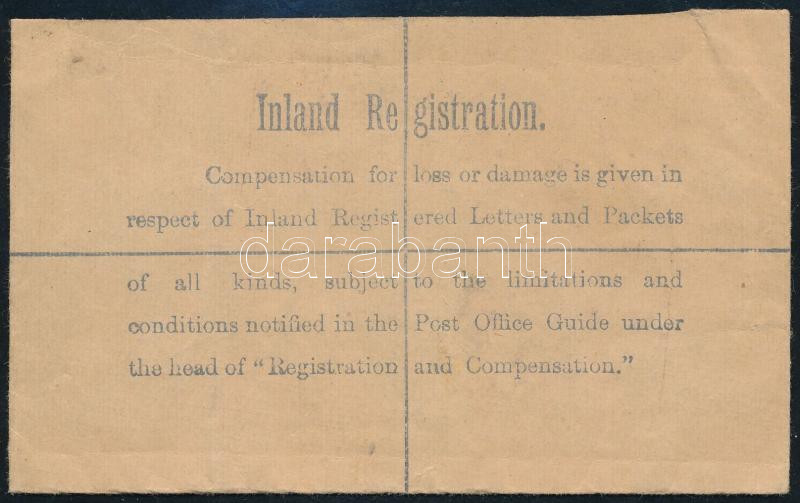 Inland Registration.
Compensation for loss or damage is given in
respect of Inland Registered Letters and Packets
darabanth
of all kinds, subject to the limitations and
conditions notified in the Post Office Guide under
the head of "Registration and Compensation."